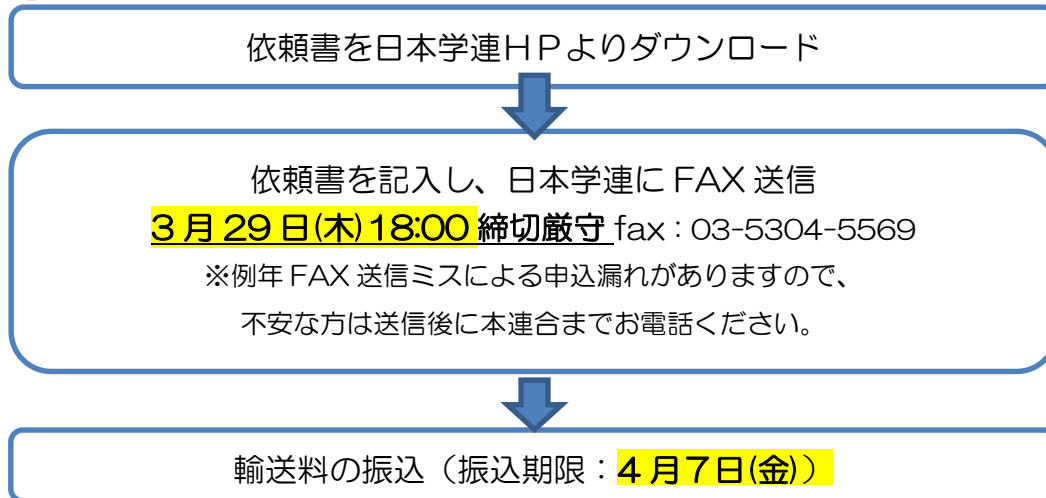 依頼書を日本学連HPよりダウンロード
依頼書を記入し、日本学連に FAX 送信
3月29日(木)18:00 締切厳守 fax:03-5304-5569
※例年 FAX 送信ミスによる申込漏れがありますので、
不安な方は送信後に本連合までお電話ください。
輸送料の振込(振込期限:4月7日(金))